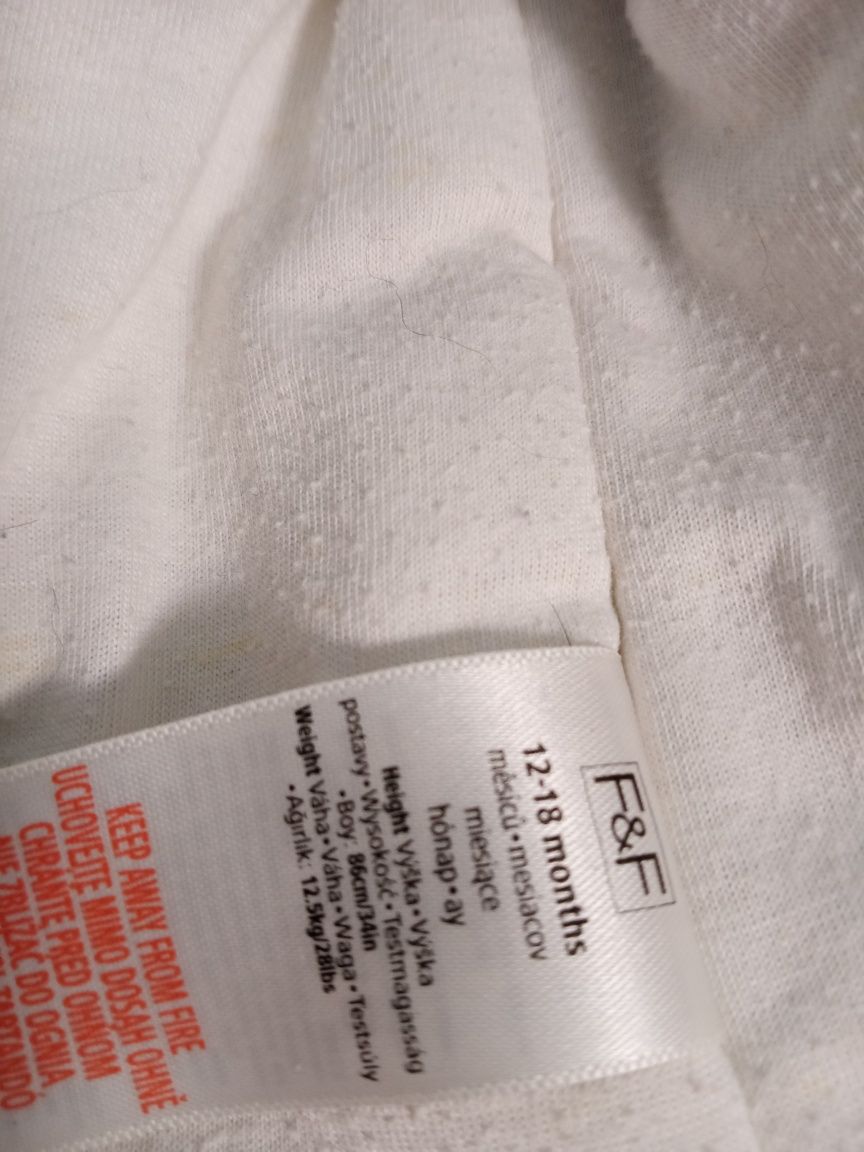 F&F
12-18 months
měsíců • mesiacov
miesiące
hónap • ay
Height Výška • Výška
postavy • Wysokość • Testmagasság
• Boy: 86cm/34in
Weight Váha • Váha • Waga • Testsúly
• Ağırlık: 12.5kg/28lbs
KEEP AWAY FROM FIRE
UCHOVEJTE MIMO DOSAH OHNĚ
CHRÁŇTE PRED OHŇOM
DO OGNIA